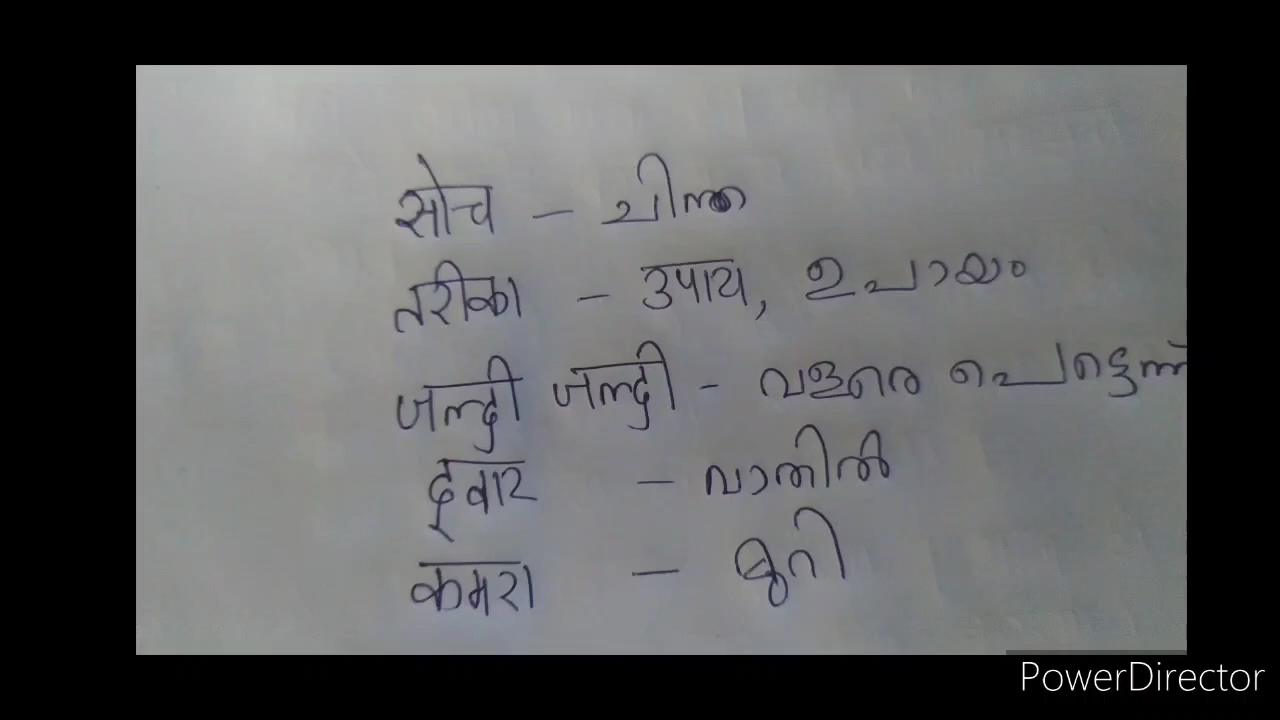 सोच - ചിന്ത
तरीका - उपाय, ഉപായം
जल्दी जल्दी - വളരെ പെട്ടെന്ന്
द्वार - വാതിൽ
कमरा - മുറി
PowerDirector